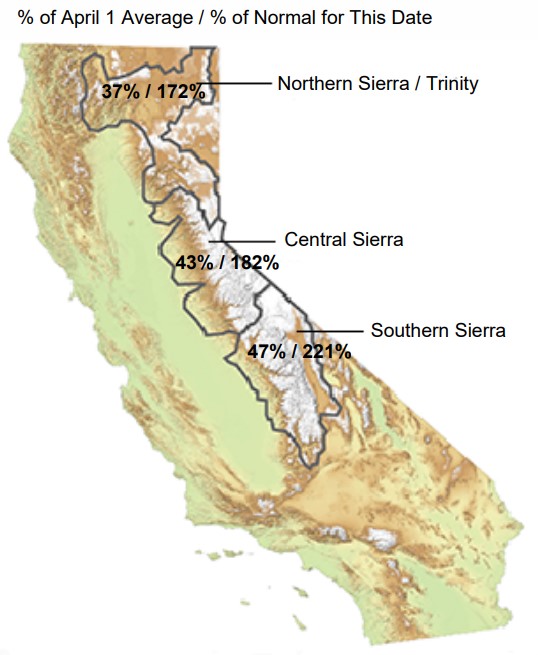 % of April 1 Average / % of Normal for This Date
Northern Sierra / Trinity
37% / 172%
Central Sierra
43% / 182%
Southern Sierra
47% / 221%